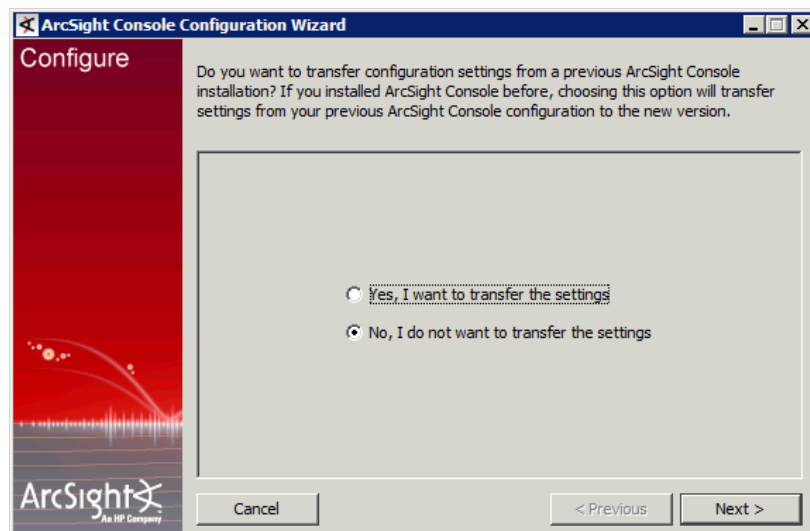 ArcSight Console Configuration Wizard
Configure
Do you want to transfer configuration settings from a previous ArcSight Console
installation? If you installed ArcSight Console before, choosing this option will transfer
settings from your previous ArcSight Console configuration to the new version.
Yes, I want to transfer the settings
No, I do not want to transfer the settings
ArcSight
An HP Company
Cancel
< Previous
Next >